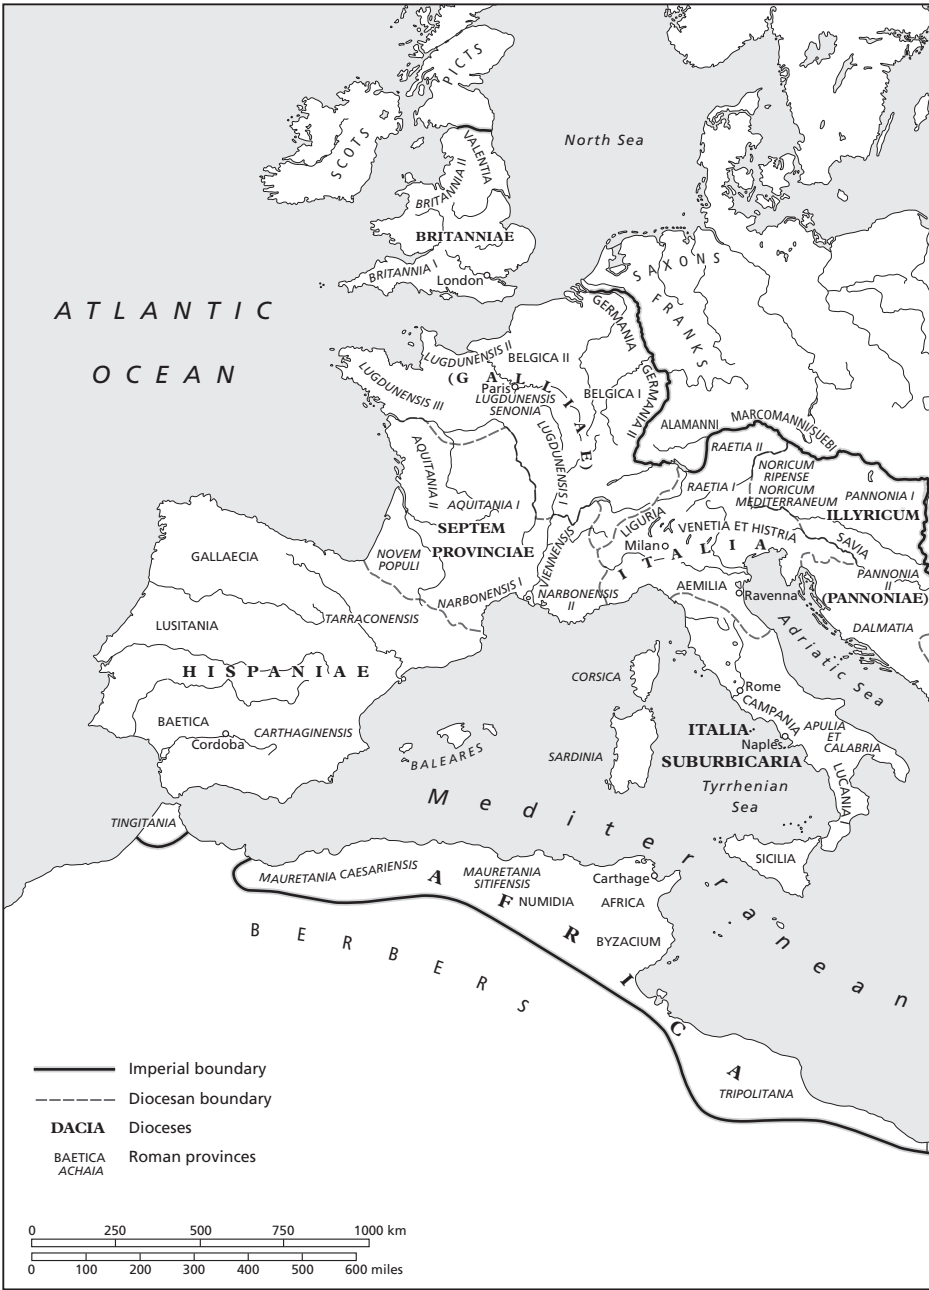 PICTS
SCOTS
North Sea
VALENTIA
BRITANNIA II
BRITANNIAE
BRITANNIA I
London
SAXONS
FRANKS
ATLANTIC
OCEAN
GERMANIA
LUGDUNENSIS II
BELGICA II
(GALLIAE)
LUGDUNENSIS III
Paris
LUGDUNENSIS
SENONIA
BELGICA I
GERMANIA II
ALAMANNI
MARCOMANNI/SUEBI
RAETIA II
AQUITANIA II
LUGDUNENSIS I
AQUITANIA I
RAETIA I
NORICUM
RIPENSE
NORICUM
MEDITERRANEUM
PANNONIA I
ILLYRICUM
SEPTEM
PROVINCIAE
LIGURIA
VENETIA ET HISTRIA
SAVIA
Milano
ITALIA
GALLAECIA
NOVEM
POPULI
VIENNENSIS
PANNONIA
II
(PANNONIAE)
NARBONENSIS I
NARBONENSIS
II
AEMILIA
Ravenna
TARRACONENSIS
LUSITANIA
DALMATIA
Adriatic Sea
HISPANIAE
CORSICA
Rome
CAMPANIA
BAETICA
CARTHAGINENSIS
Cordoba
ITALIA
SUBURBICARIA
Naples
APULIA
ET
CALABRIA
BALEARES
SARDINIA
Tyrrhenian
Sea
LUCANIA
Mediterranean
TINGITANIA
SICILIA
MAURETANIA CAESARIENSIS
MAURETANIA
SITIFENSIS
Carthage
AFRICA
NUMIDIA
AFRICA
BYZACIUM
BERBERS
TRIPOLITANA
Imperial boundary
Diocesan boundary
DACIA Dioceses
BAETICA Roman provinces
ACHAIA
0 250 500 750 1000 km
0 100 200 300 400 500 600 miles